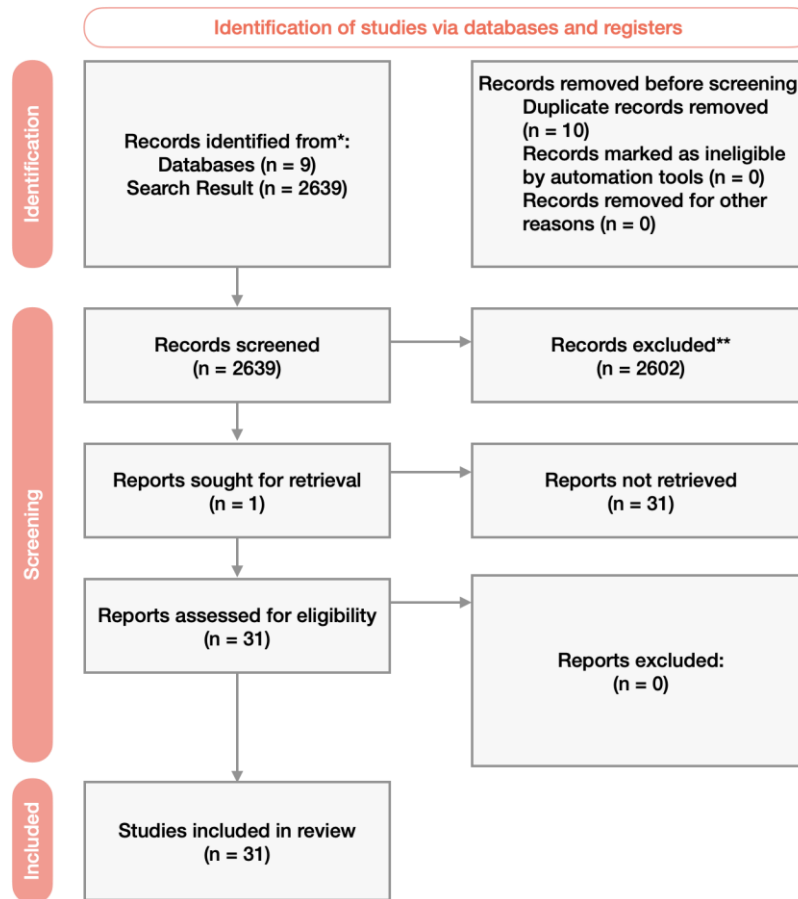 Identification of studies via databases and registers
Identification
Records identified from*:
Databases (n = 9)
Search Result (n = 2639)
Records removed before screening
Duplicate records removed
(n = 10)
Records marked as ineligible
by automation tools (n = 0)
Records removed for other
reasons (n = 0)
Screening
Records screened
(n = 2639)
Records excluded**
(n = 2602)
Reports sought for retrieval
(n = 1)
Reports not retrieved
(n = 31)
Reports assessed for eligibility
(n = 31)
Reports excluded:
(n = 0)
Included
Studies included in review
(n = 31)